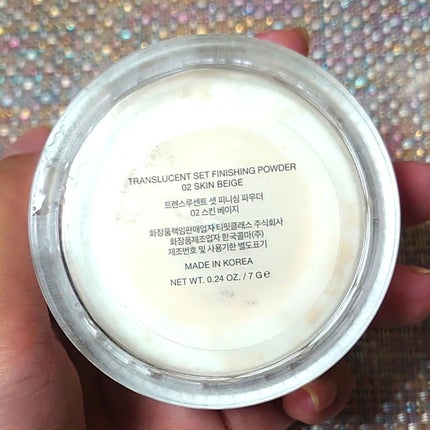 TRANSLUCENT SET FINISHING POWDER
02 SKIN BEIGE
트렌스루센트 셋 피니싱 파우더
02 스킨 베이지
화장품책임판매업자 티핏클래스 주식회사
화장품제조업자 한국콜마(주)
제조번호 및 사용기한 별도표기
MADE IN KOREA
NET WT. 0.24 OZ. / 7 G e